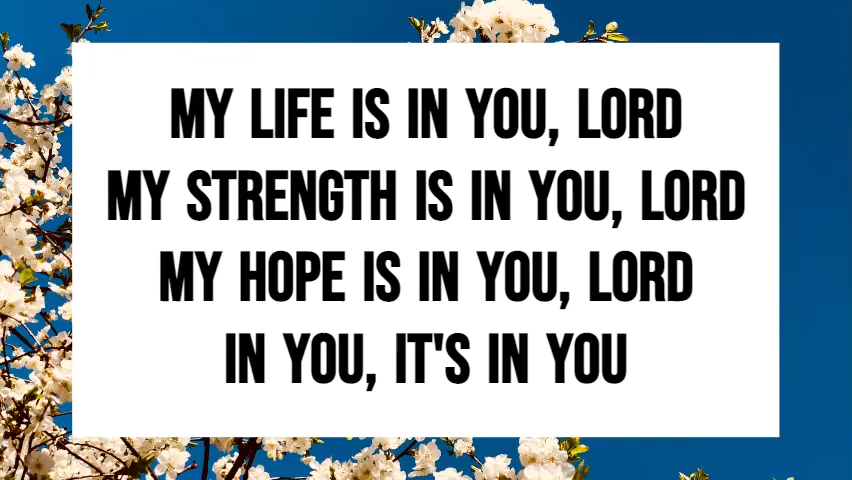 MY LIFE IS IN YOU, LORD
MY STRENGTH IS IN YOU, LORD
MY HOPE IS IN YOU, LORD
IN YOU, IT'S IN YOU